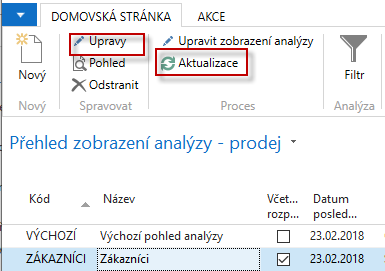 DOMOVSKÁ STRÁNKA AKCE
Nový
Úpravy
Pohled
Odstranit
Upravit zobrazení analýzy
Aktualizace
Filtr
Nový Spravovat Proces Analýza
Přehled zobrazení analýzy - prodej
Kód Název Včet... rozp... Datum posled...
VÝCHOZÍ Výchozí pohled analýzy 23.02.2018
ZÁKAZNÍCI Zákazníci 23.02.2018